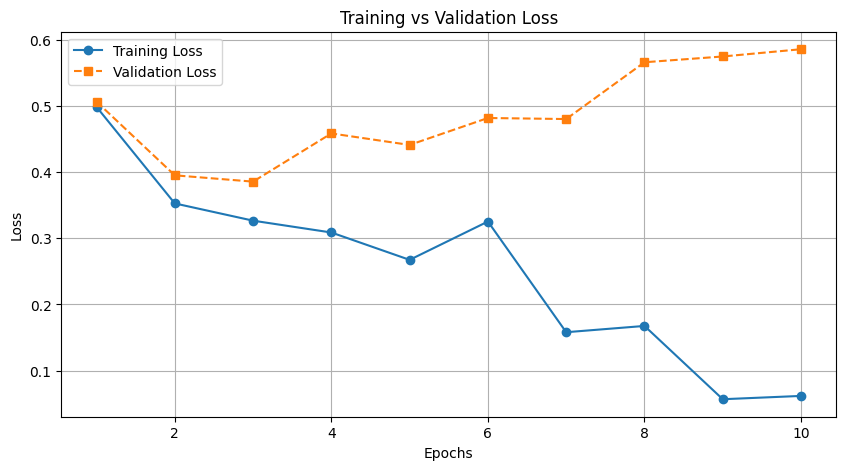 Training vs Validation Loss
Training Loss
Validation Loss
0.6
0.5
0.4
0.3
0.2
0.1
Loss
2 4 6 8 10
Epochs